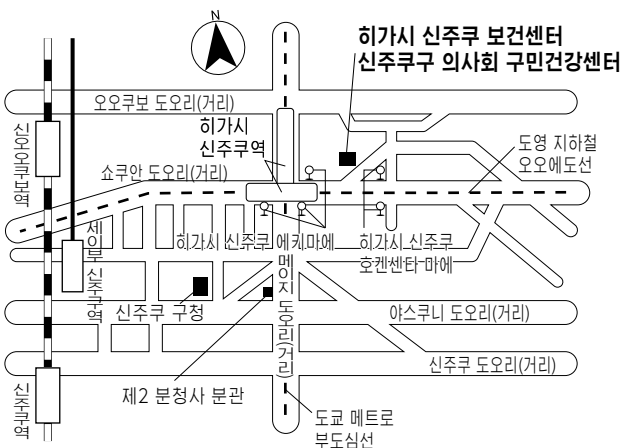 N
히가시 신주쿠 보건센터
신주쿠구 의사회 구민건강센터
오오쿠보 도오리(거리)
히가시
신주쿠역
신오오쿠보역
도영 지하철
오오에도선
쇼쿠안 도오리(거리)
세이부 신주쿠역
히가시 신주쿠 에키마에
히가시 신주쿠
호켄센타 마에
메이지 도오리(거리)
신주쿠 구청
야스쿠니 도오리(거리)
신주쿠 도오리(거리)
제2 분청사 분관
신주쿠역
도쿄 메트로
부도심선